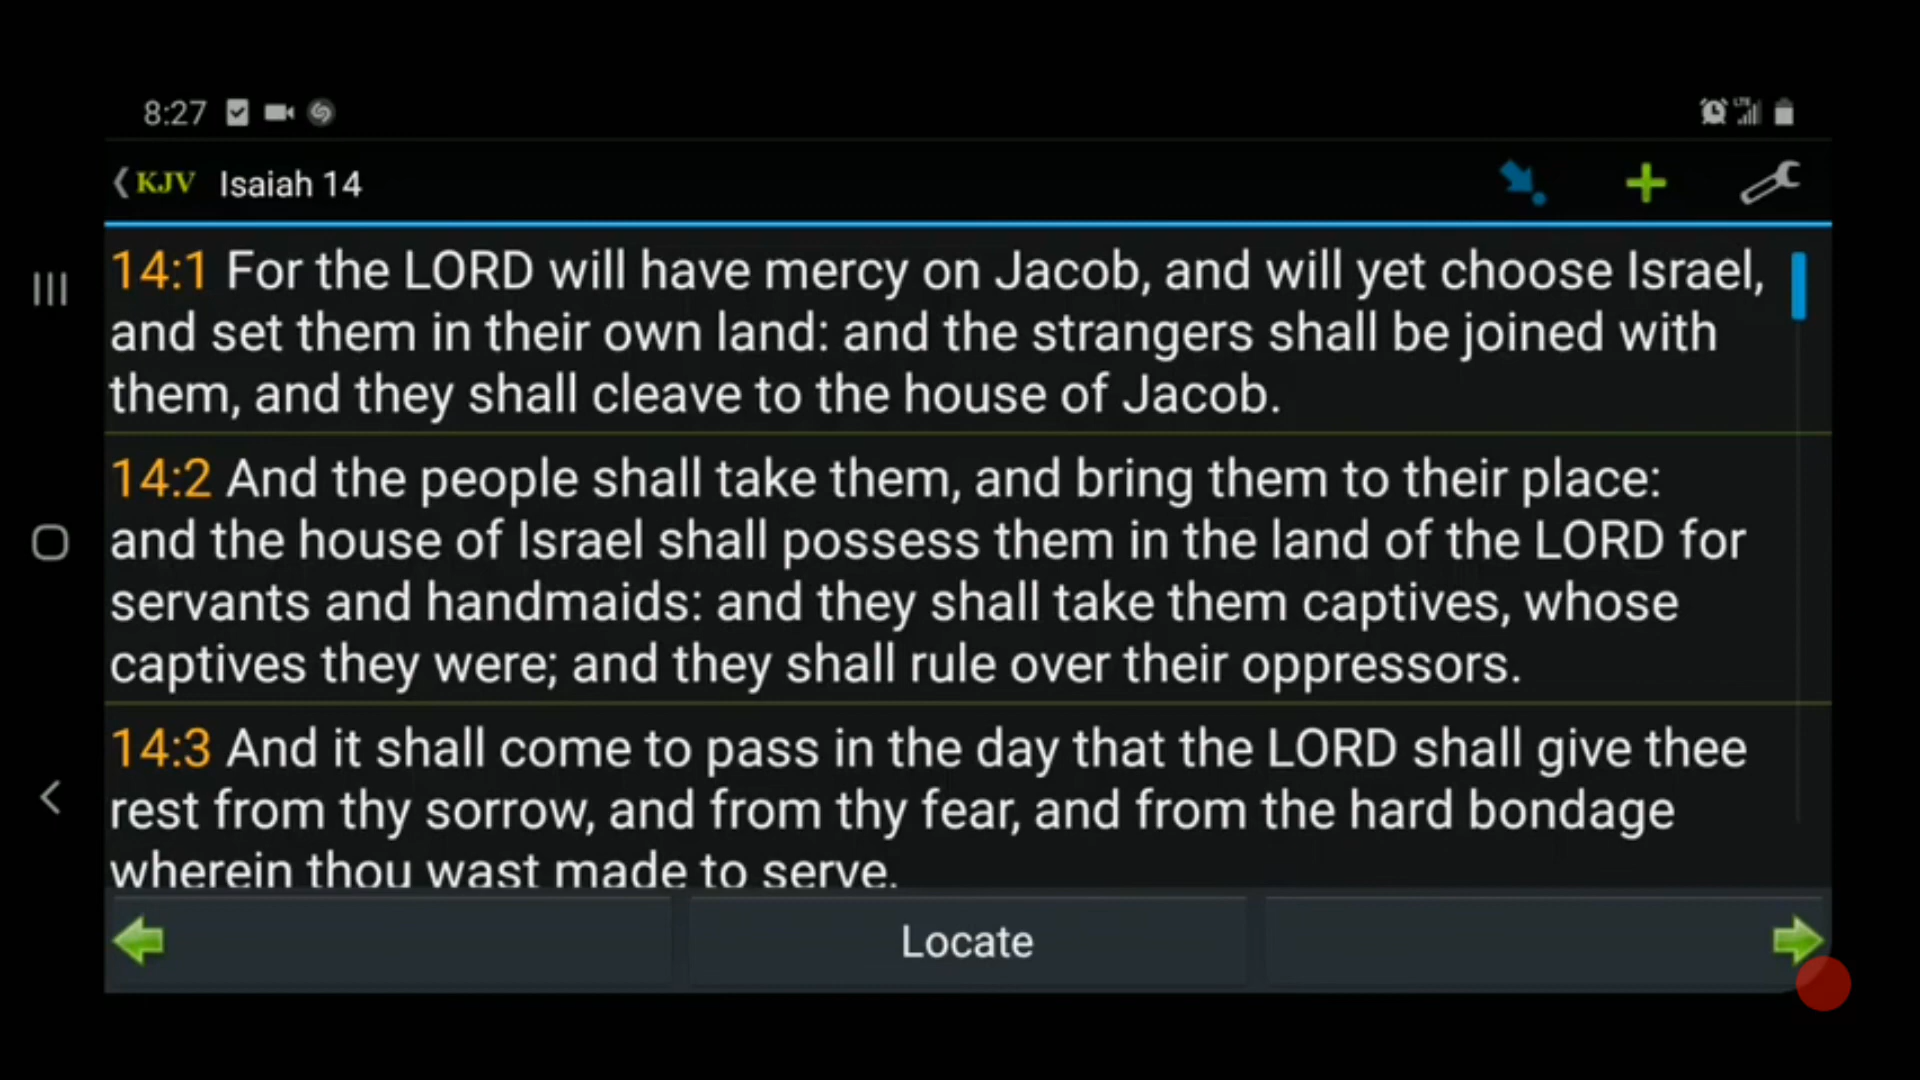 8:27
LTE
KJV Isaiah 14
14:1 For the LORD will have mercy on Jacob, and will yet choose Israel,
and set them in their own land: and the strangers shall be joined with
them, and they shall cleave to the house of Jacob.
14:2 And the people shall take them, and bring them to their place:
and the house of Israel shall possess them in the land of the LORD for
servants and handmaids: and they shall take them captives, whose
captives they were; and they shall rule over their oppressors.
14:3 And it shall come to pass in the day that the LORD shall give thee
rest from thy sorrow, and from thy fear, and from the hard bondage
wherein thou wast made to serve.
Locate